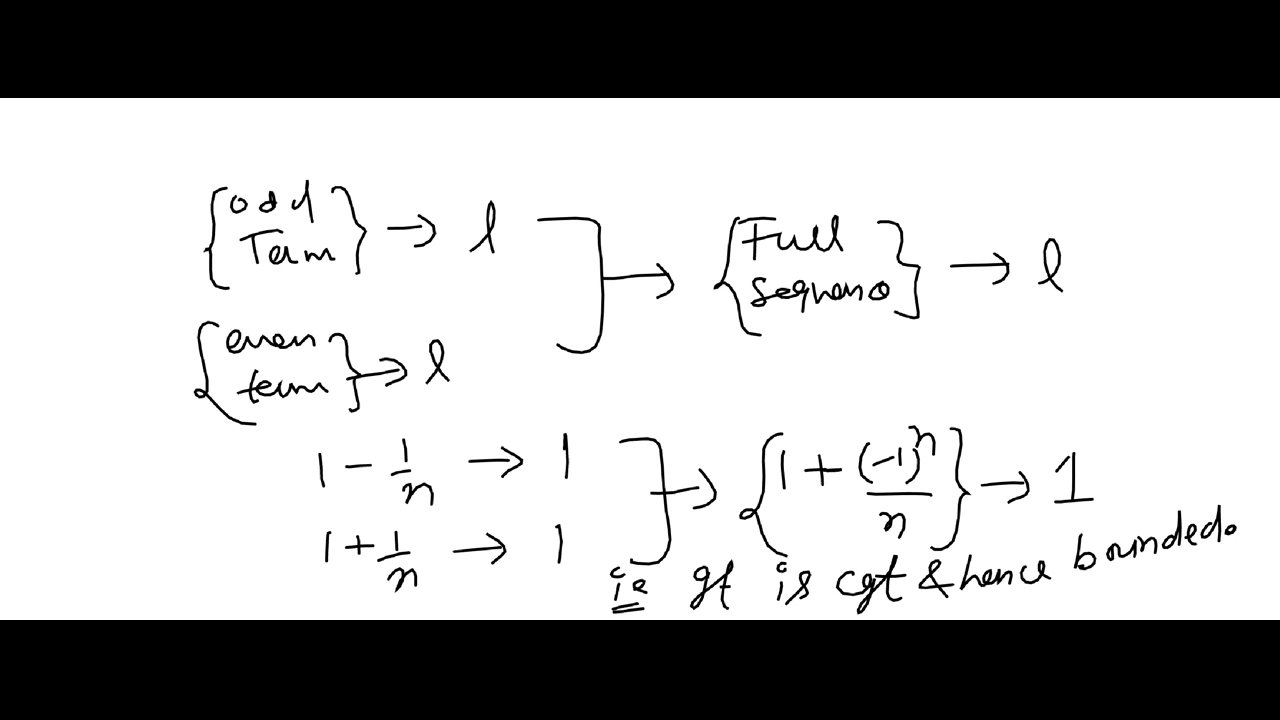 {odd Term} → l
{even term} → l
] → {Full Sequence} → l
1 - 1/n → 1
1 + 1/n → 1
] → {1 + (-1)^n/n} → 1
ie It is cgt & hence bounded.